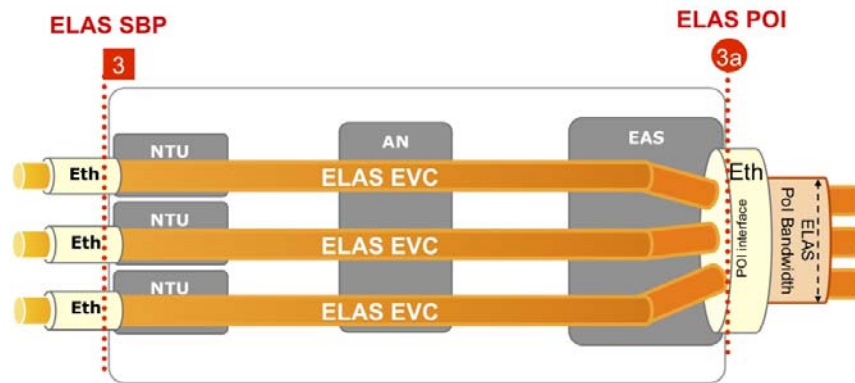 ELAS SBP
ELAS POI
3
3a
NTU
AN
EAS
Eth
ELAS EVC
Eth
NTU
Eth
ELAS EVC
NTU
Eth
ELAS EVC
POI interface
ELAS
PoI Bandwidth